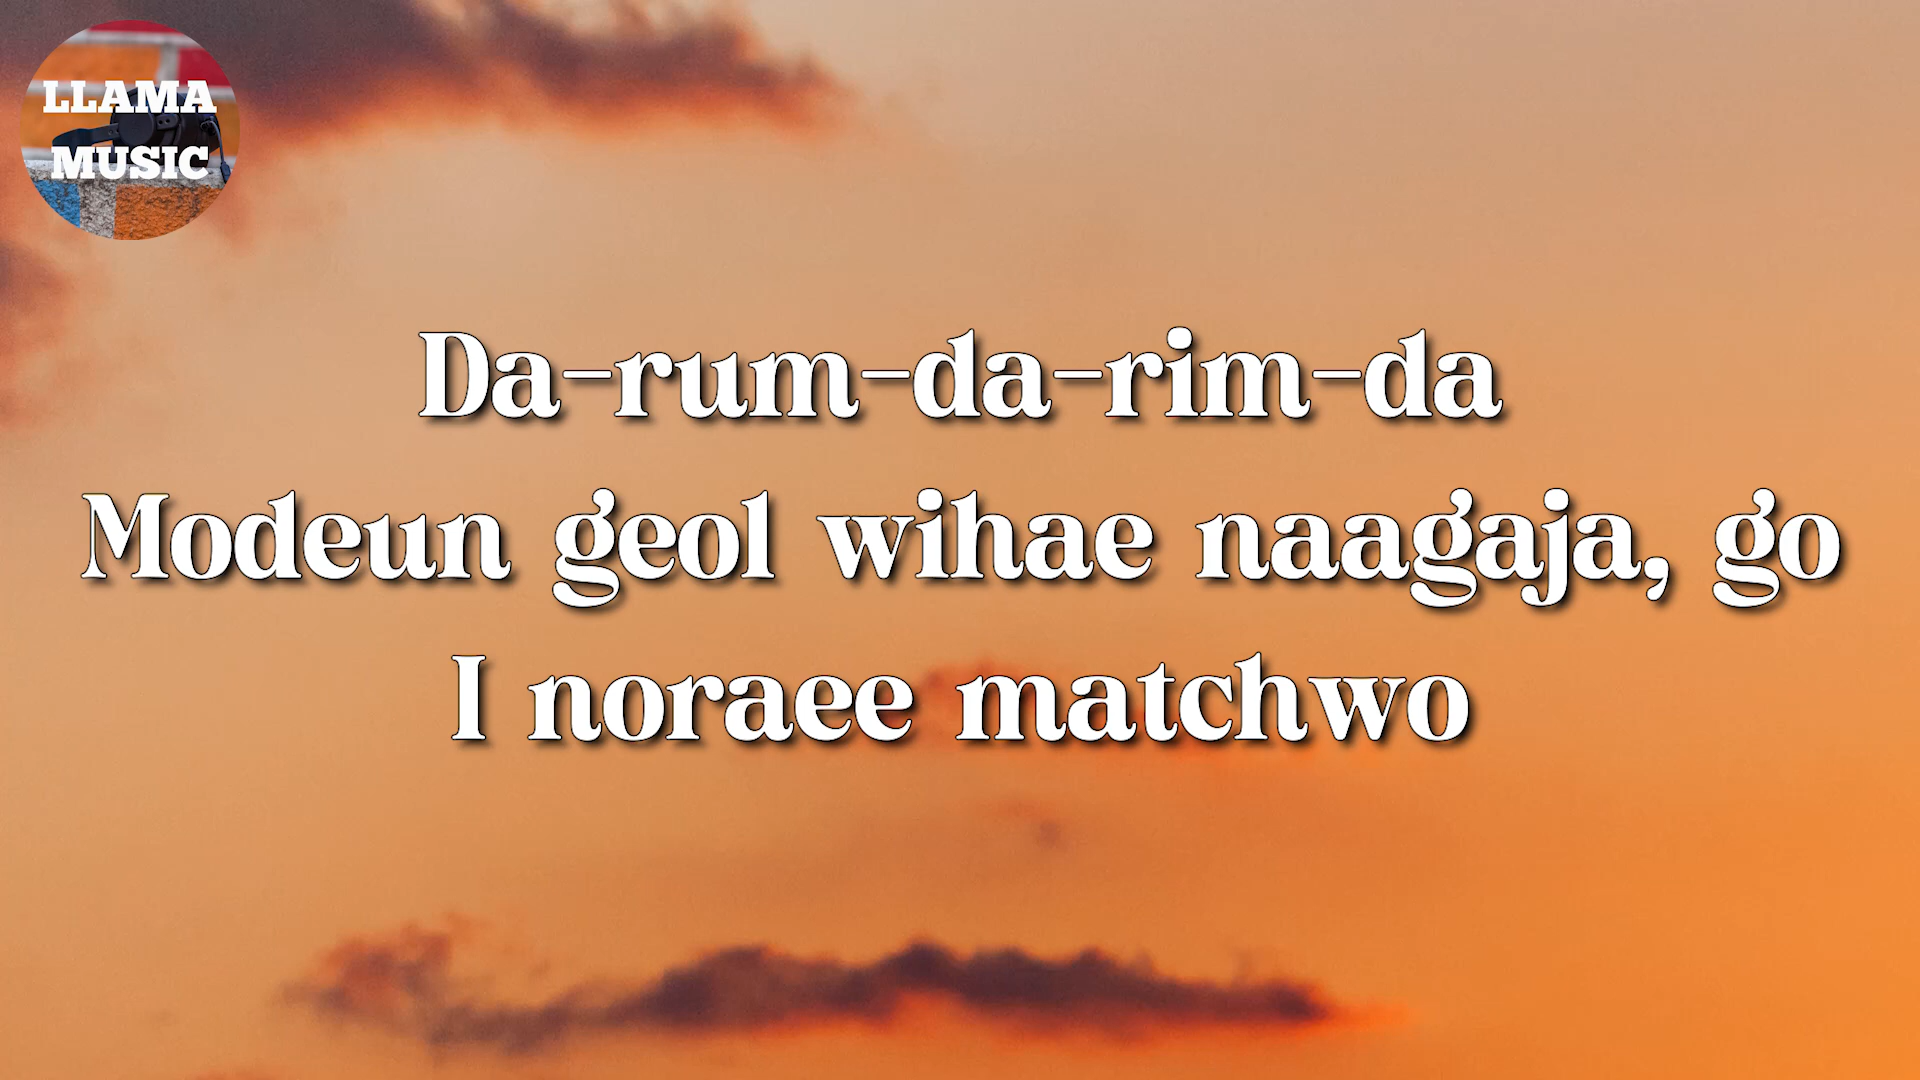 LLAMA
MUSIC
Da-rum-da-rim-da
Modeun geol wihae naagaja, go
I noraee matchwo